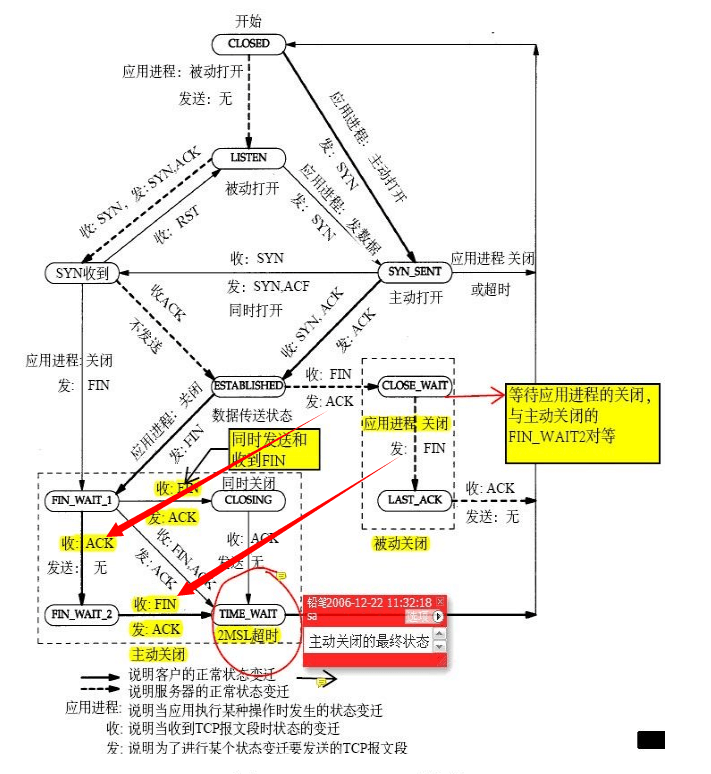 开始
CLOSED
应用进程：被动打开
发送：无
应用进程：主动打开
发：SYN
LISTEN
被动打开
收：SYN，发：SYN,ACK
收：RST
应用进程：发数据
发：SYN
SYN收到
收：SYN
发：SYN,ACF
同时打开
SYN_SENT
主动打开
应用进程 关闭
或超时
收ACK
不发送
收：SYN, ACK
发：ACK
应用进程：关闭
发： FIN
ESTABLISHED
数据传送状态
收： FIN
发：ACK
CLOSE_WAIT
等待应用进程的关闭，
与主动关闭的
FIN_WAIT2对等
应用进程：关闭
发：FIN
同时发送和
收到FIN
应用进程 关闭
发： FIN
FIN_WAIT_1
收: FIN
发: ACK
同时关闭
CLOSING
LAST_ACK
收：ACK
发送：无
被动关闭
收: ACK
发送： 无
收：FIN,ACK
发：ACK
收：ACK
发送 无
FIN_WAIT_2
收: FIN
发: ACK
TIME_WAIT
2MSL超时
主动关闭
铅笔2006-12-22 11:32:18
sa
选项
主动关闭的最终状态
说明客户的正常状态变迁
说明服务器的正常状态变迁
应用进程: 说明当应用执行某种操作时发生的状态变迁
收: 说明当收到TCP报文段时状态的变迁
发: 说明为了进行某个状态变迁要发送的TCP报文段